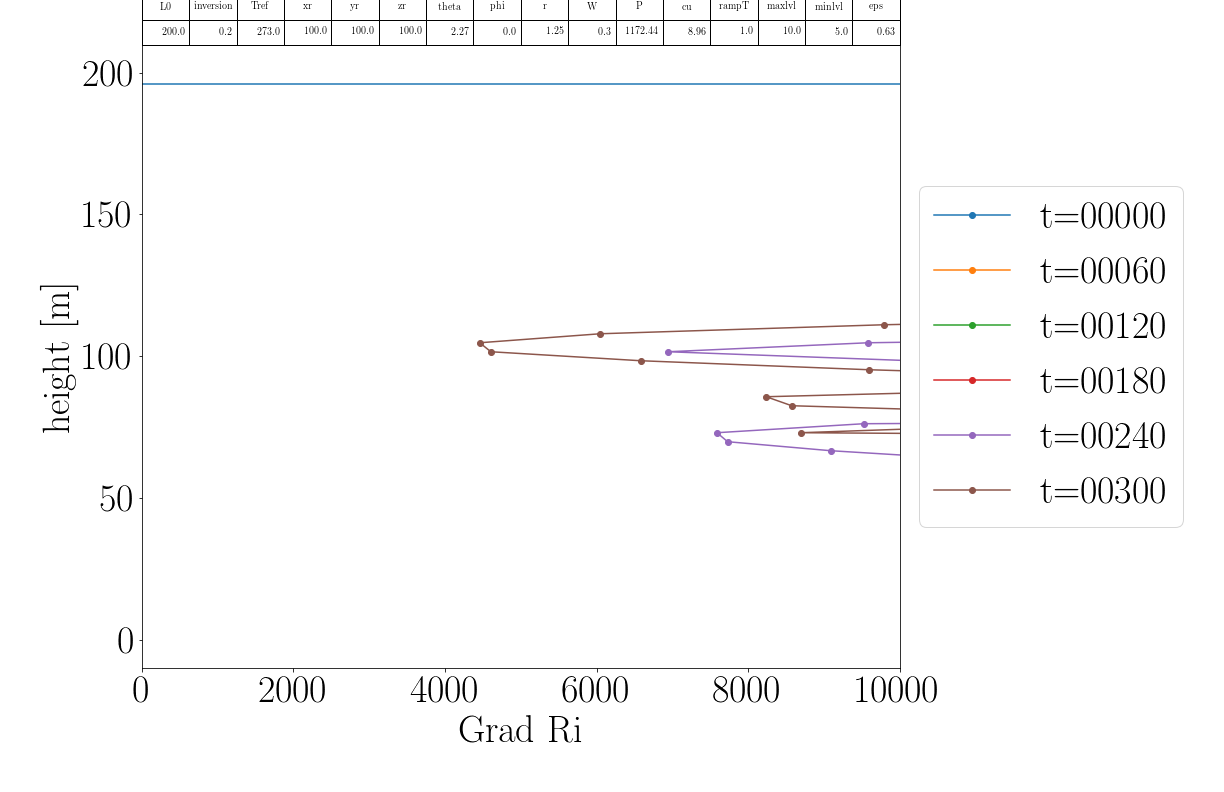 L0 inversion Tref xr yr zr theta phi r W P cu rampT maxlvl minlvl eps
200.0 0.2 273.0 100.0 100.0 100.0 2.27 0.0 1.25 0.3 1172.44 8.96 1.0 10.0 5.0 0.63
200
150
100
50
0
height [m]
0 2000 4000 6000 8000 10000
Grad Ri
t=00000
t=00060
t=00120
t=00180
t=00240
t=00300